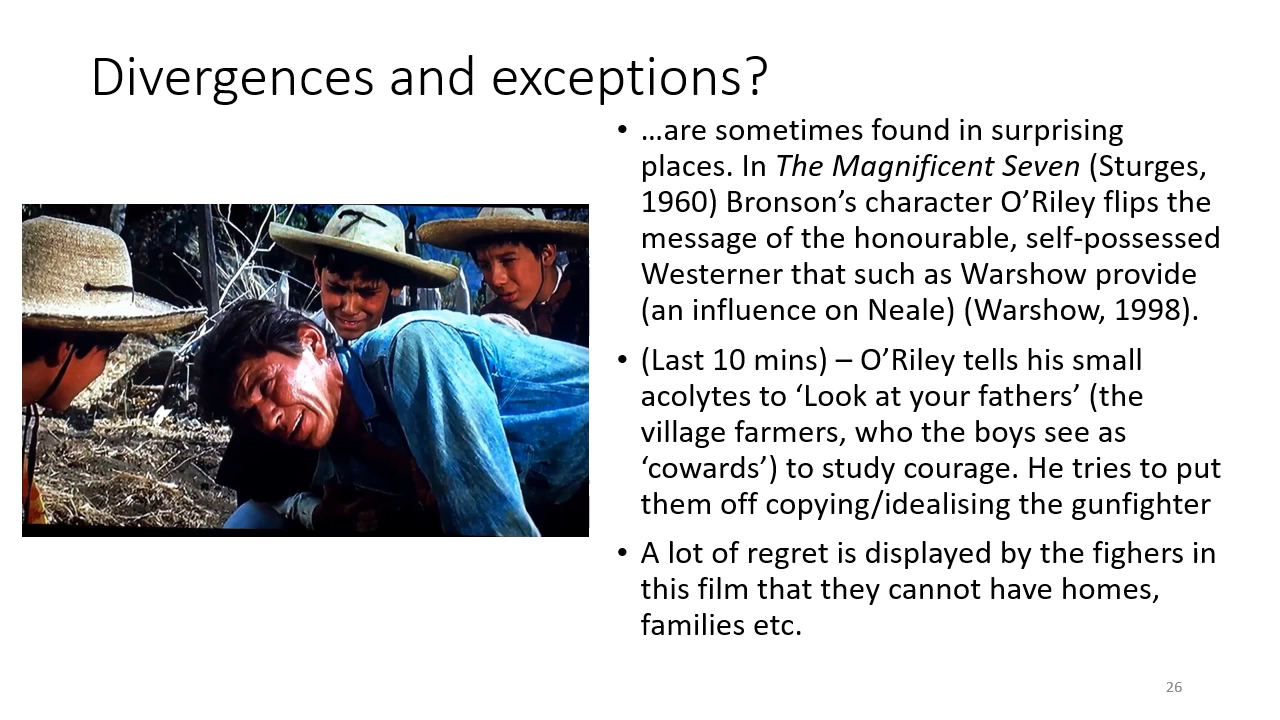 Divergences and exceptions?
• …are sometimes found in surprising
places. In The Magnificent Seven (Sturges,
1960) Bronson’s character O’Riley flips the
message of the honourable, self-possessed
Westerner that such as Warshow provide
(an influence on Neale) (Warshow, 1998).
• (Last 10 mins) – O’Riley tells his small
acolytes to ‘Look at your fathers’ (the
village farmers, who the boys see as
‘cowards’) to study courage. He tries to put
them off copying/idealising the gunfighter
• A lot of regret is displayed by the fighers in
this film that they cannot have homes,
families etc.
26